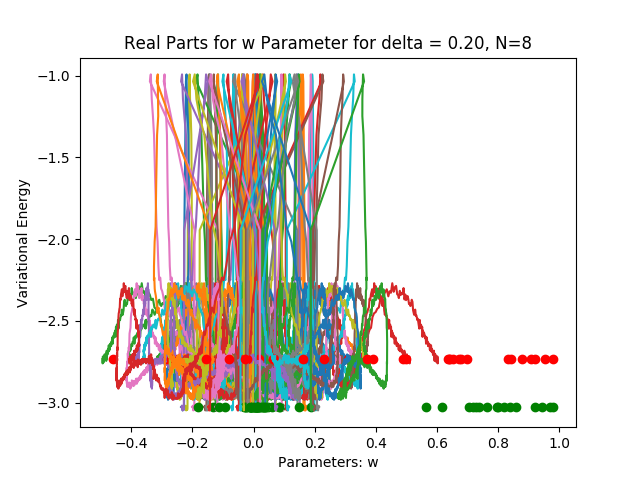 Real Parts for w Parameter for delta = 0.20, N=8
−1.0
−1.5
−2.0
−2.5
−3.0
Variational Energy
−0.4 −0.2 0.0 0.2 0.4 0.6 0.8 1.0
Parameters: w